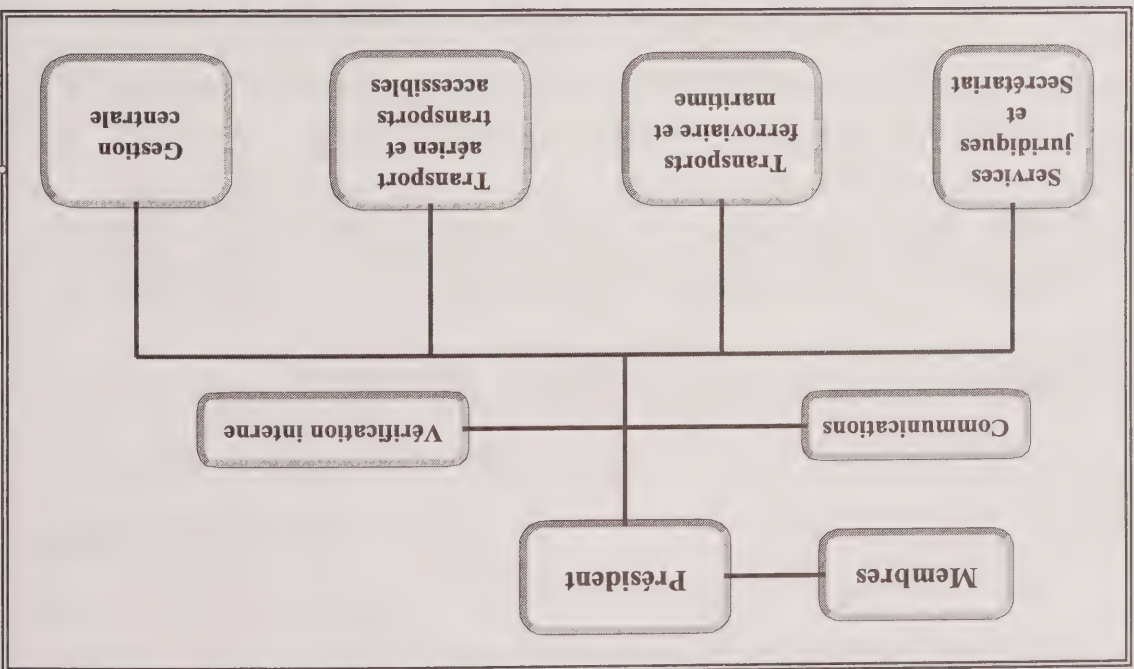 Membres
Président
Communications
Vérification interne
Services
juridiques
et
Secrétariat
Transports
ferroviaire et
maritime
Transport
aérien et
transports
accessibles
Gestion
centrale